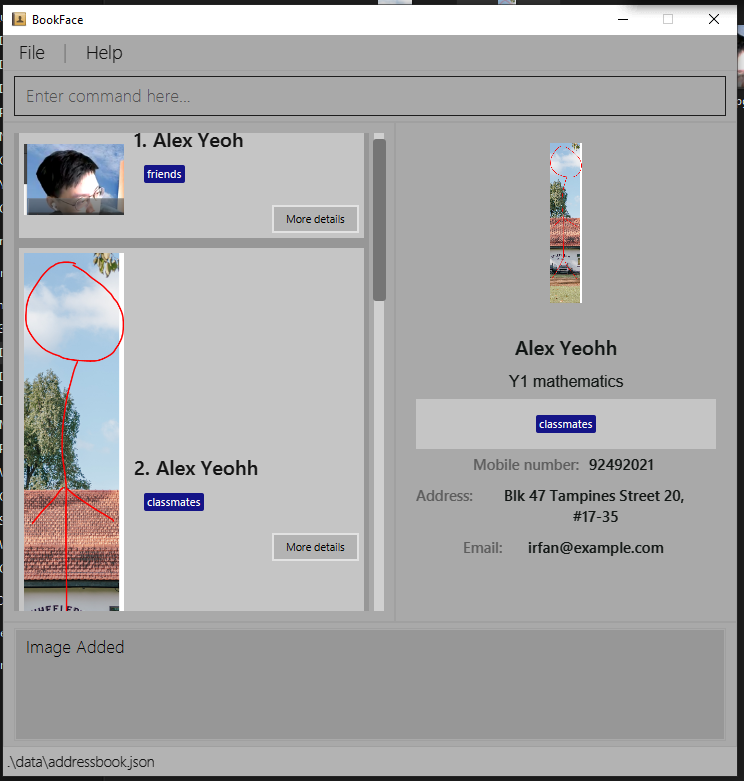 BookFace
File | Help
Enter command here...
1. Alex Yeoh
friends
More details
2. Alex Yeohh
classmates
More details
Alex Yeohh
Y1 mathematics
classmates
Mobile number: 92492021
Address: Blk 47 Tampines Street 20,
#17-35
Email: irfan@example.com
Image Added
.\data\addressbook.json